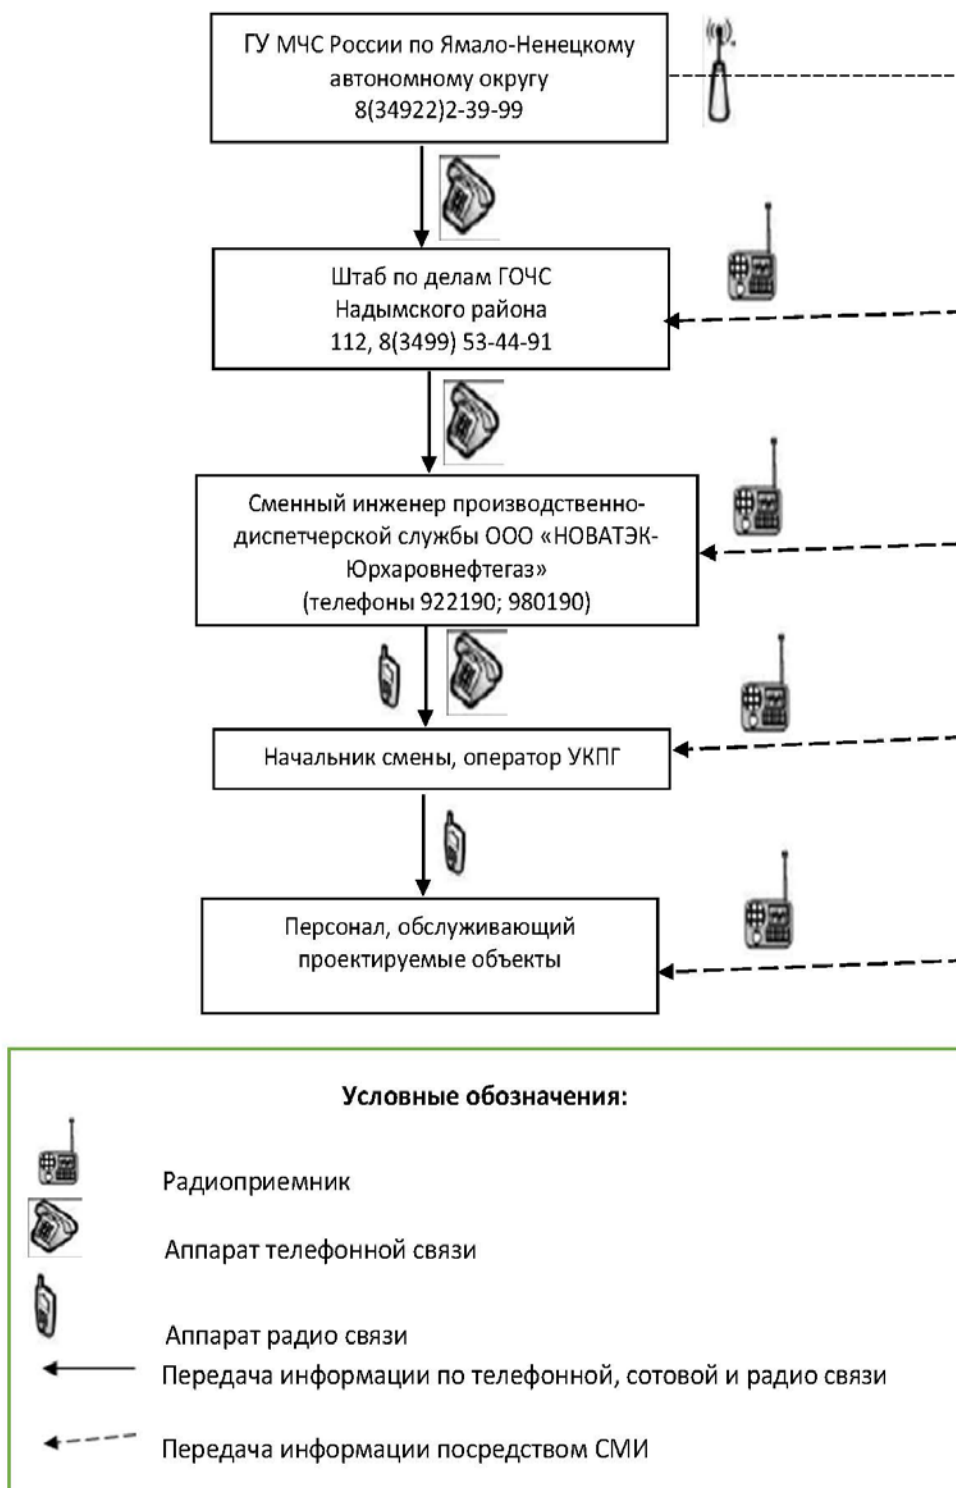 ГУ МЧС России по Ямало-Ненецкому
автономному округу
8(34922)2-39-99
Штаб по делам ГОЧС
Надымского района
112, 8(3499) 53-44-91
Сменный инженер производственно-
диспетчерской службы ООО «НОВАТЭК-
Юрхаровнефтегаз»
(телефоны 922190; 980190)
Начальник смены, оператор УКПГ
Персонал, обслуживающий
проектируемые объекты
Условные обозначения:
Радиоприемник
Аппарат телефонной связи
Аппарат радио связи
Передача информации по телефонной, сотовой и радио связи
Передача информации посредством СМИ